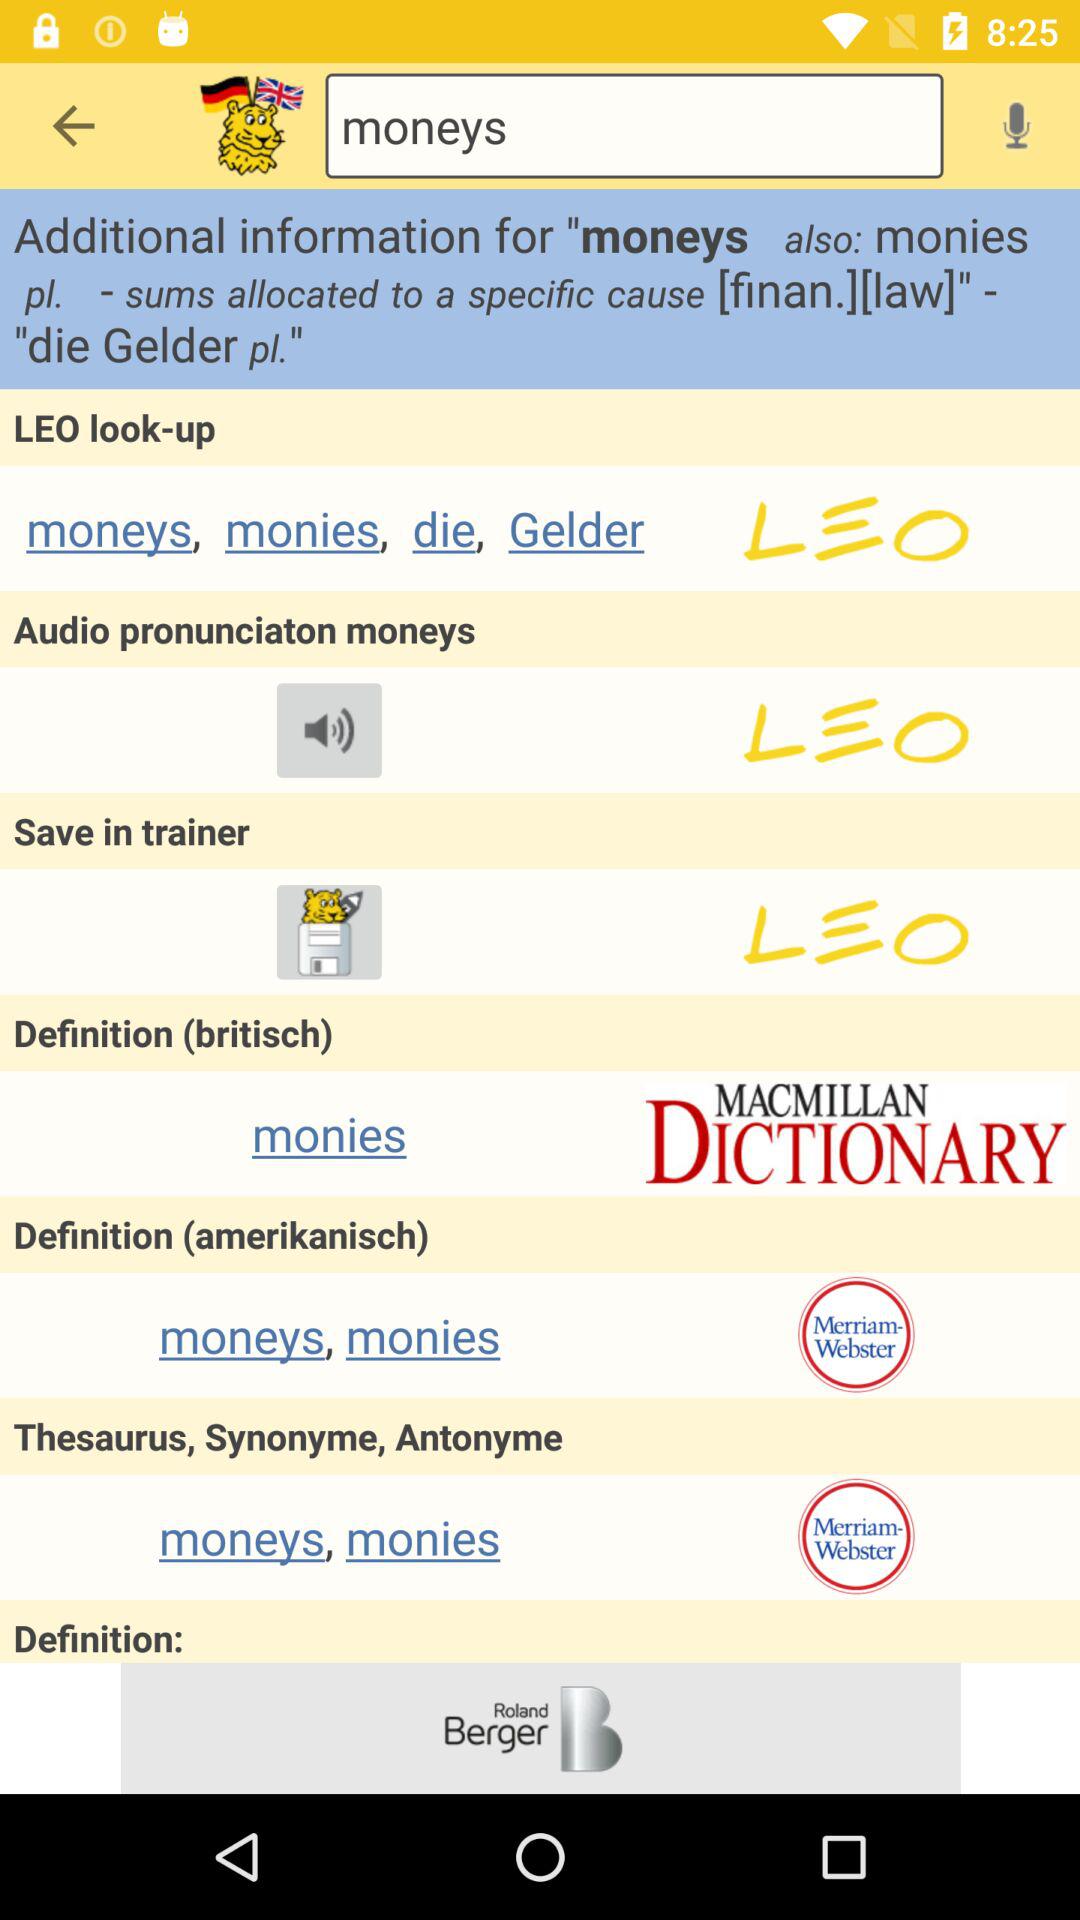 8:25
moneys
Additional information for "moneys also: monies
pl. - sums allocated to a specific cause [finan.][law]" -
"die Gelder pl."
LEO look-up
moneys, monies, die, Gelder LEO
Audio pronunciaton moneys
LEO
Save in trainer
LEO
Definition (britisch)
monies MACMILLAN DICTIONARY
Definition (amerikanisch)
moneys, monies Merriam-
Webster
Thesaurus, Synonyme, Antonyme
moneys, monies Merriam-
Webster
Definition:
Roland
Berger B